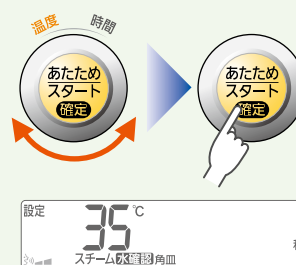 温度 時間
あたため
スタート
確定
あたため
スタート
確定
設定
35℃
スチーム 水確認 角皿